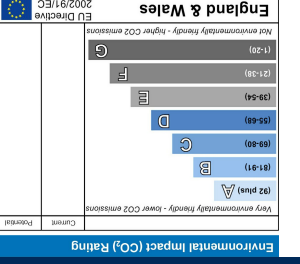 Environmental Impact (CO₂) Rating
Current Potential
Very environmentally friendly - lower CO2 emissions
(92 plus) A
(81-91) B
(69-80) C
(55-68) D
(39-54) E
(21-38) F
(1-20) G
Not environmentally friendly - higher CO2 emissions
England & Wales
EU Directive
2002/91/EC